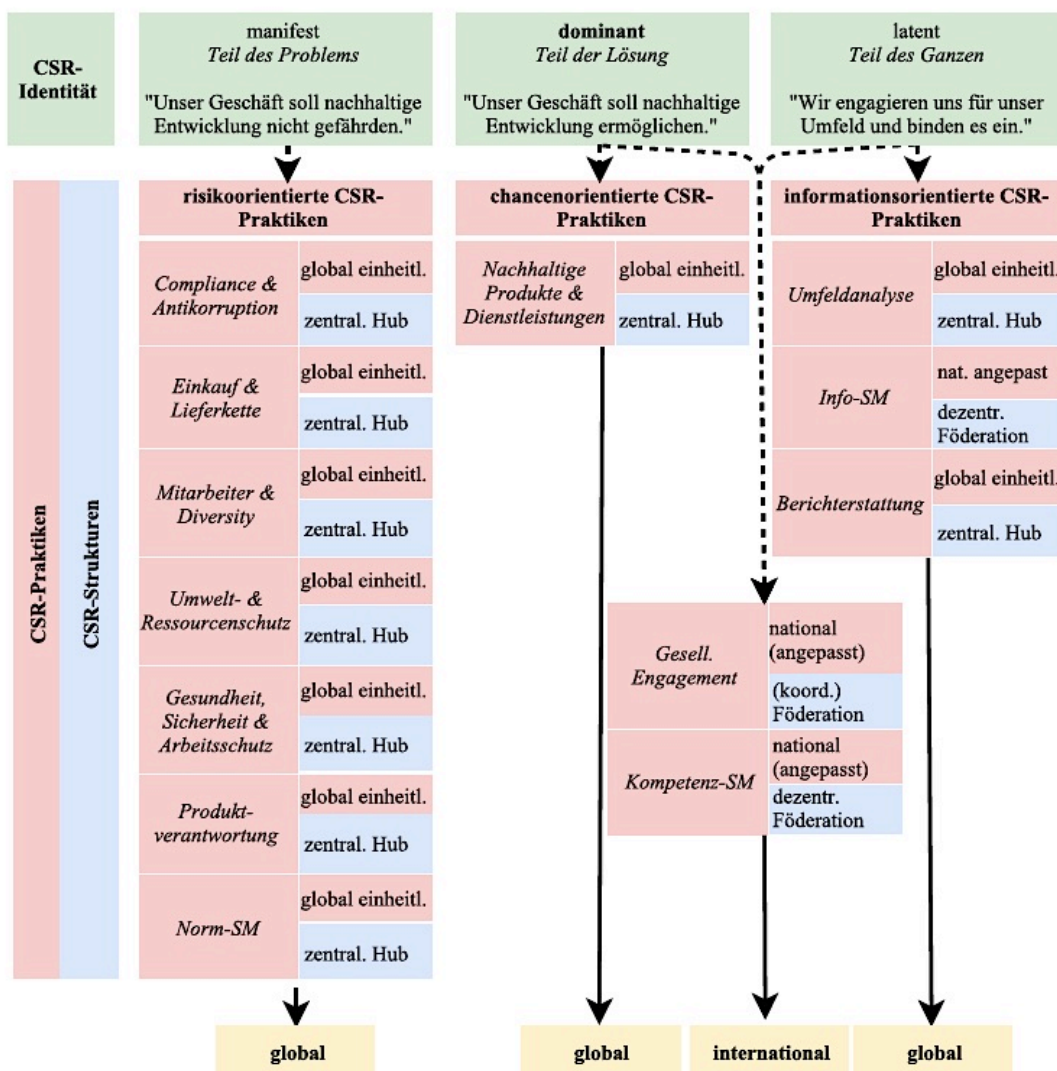 CSR-
Identität
manifest
Teil des Problems
"Unser Geschäft soll nachhaltige
Entwicklung nicht gefährden."
dominant
Teil der Lösung
"Unser Geschäft soll nachhaltige
Entwicklung ermöglichen."
latent
Teil des Ganzen
"Wir engagieren uns für unser
Umfeld und binden es ein."
CSR-Praktiken
CSR-Strukturen
risikoorientierte CSR-
Praktiken
Compliance &
Antikorruption
global einheitl.
zentral. Hub
Einkauf &
Lieferkette
global einheitl.
zentral. Hub
Mitarbeiter &
Diversity
global einheitl.
zentral. Hub
Umwelt- &
Ressourcenschutz
global einheitl.
zentral. Hub
Gesundheit,
Sicherheit &
Arbeitsschutz
global einheitl.
zentral. Hub
Produkt-
verantwortung
global einheitl.
zentral. Hub
Norm-SM
global einheitl.
zentral. Hub
global
chancenorientierte CSR-
Praktiken
Nachhaltige
Produkte &
Dienstleistungen
global einheitl.
zentral. Hub
global
Gesell.
Engagement
national
(angepasst)
(koord.)
Föderation
Kompetenz-SM
national
(angepasst)
dezentr.
Föderation
international
informationsorientierte CSR-
Praktiken
Umfeldanalyse
global einheitl.
zentral. Hub
Info-SM
nat. angepast
dezentr.
Föderation
Berichterstattung
global einheitl.
zentral. Hub
global